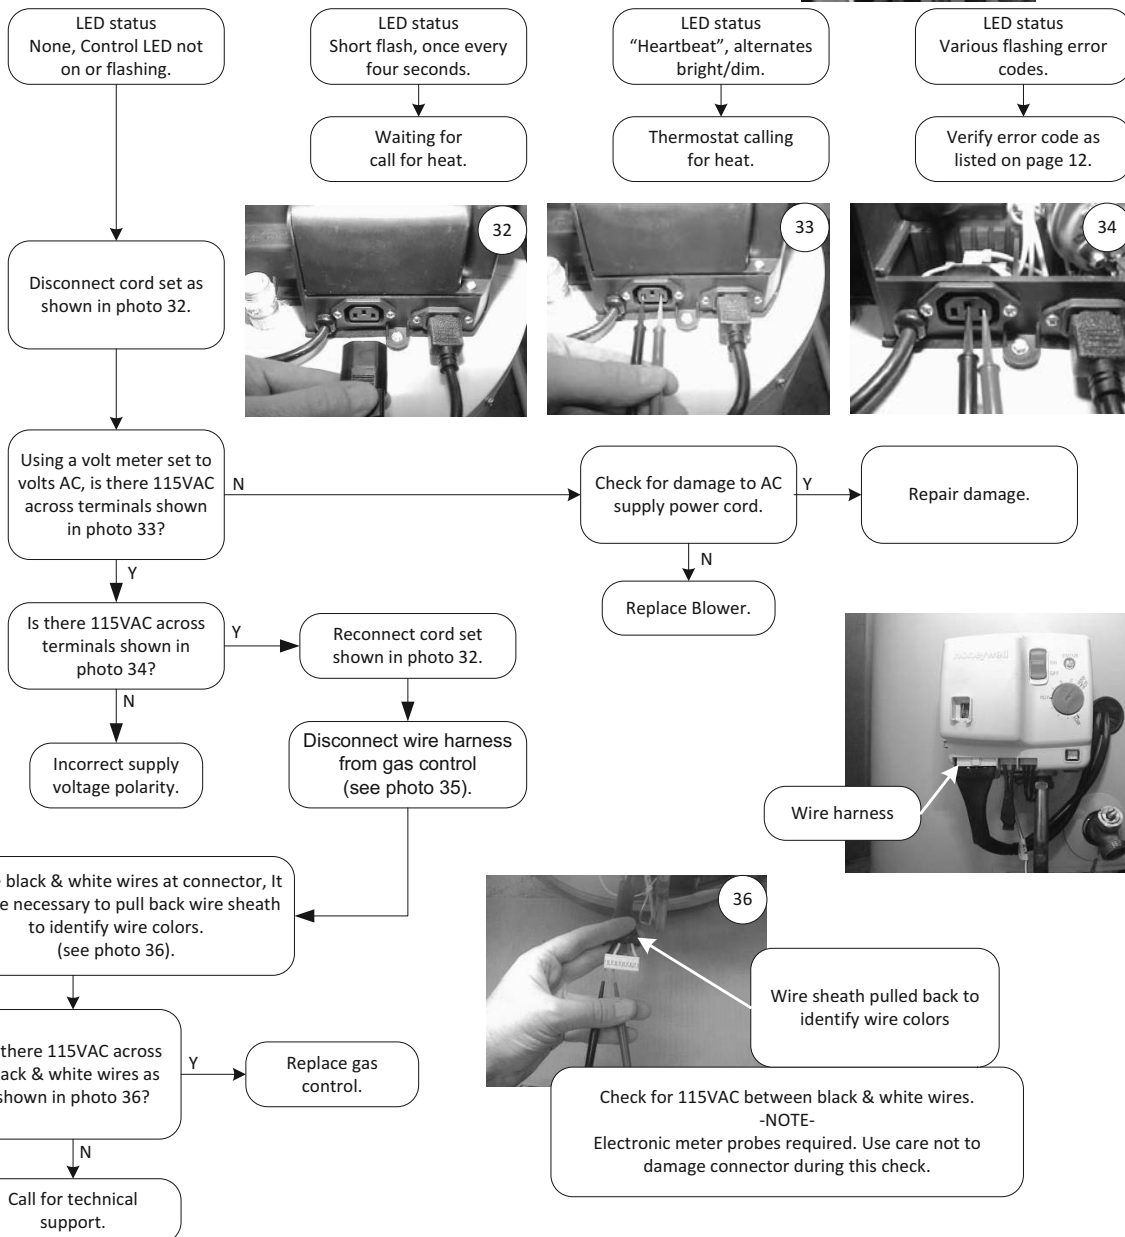 LED status
None, Control LED not
on or flashing.
LED status
Short flash, once every
four seconds.
LED status
“Heartbeat”, alternates
bright/dim.
LED status
Various flashing error
codes.
Waiting for
call for heat.
Thermostat calling
for heat.
Verify error code as
listed on page 12.
32
33
34
Disconnect cord set as
shown in photo 32.
Using a volt meter set to
volts AC, is there 115VAC
across terminals shown
in photo 33?
N
Check for damage to AC
supply power cord.
Y
Repair damage.
Y
N
Replace Blower.
Is there 115VAC across
terminals shown in
photo 34?
Y
Reconnect cord set
shown in photo 32.
N
Incorrect supply
voltage polarity.
Disconnect wire harness
from gas control
(see photo 35).
Honeywell
Wire harness
black & white wires at connector, It
e necessary to pull back wire sheath
to identify wire colors.
(see photo 36).
36
Wire sheath pulled back to
identify wire colors
there 115VAC across
ack & white wires as
shown in photo 36?
Y
Replace gas
control.
N
Call for technical
support.
Check for 115VAC between black & white wires.
-NOTE-
Electronic meter probes required. Use care not to
damage connector during this check.